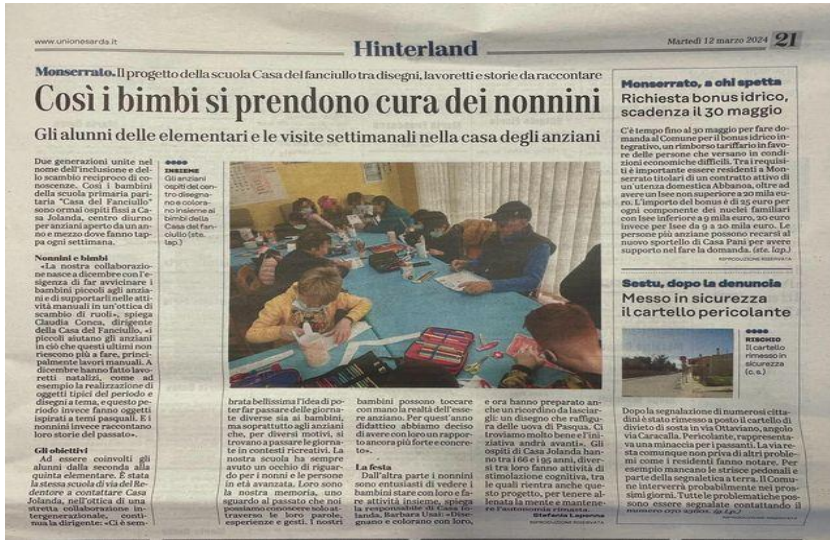 www.unionesarda.it
Hinterland
Martedì 12 marzo 2024 21
Monserrato. Il progetto della scuola Casa del fanciullo tra disegni, lavoretti e storie da raccontare
Così i bimbi si prendono cura dei nonnini
Gli alunni delle elementari e le visite settimanali nella casa degli anziani
Due generazioni unite nel
nome dell'inclusione e del-
lo scambio reciproco di co-
noscenze. Così i bambini
della scuola primaria pari-
taria "Casa del Fanciullo"
sono ormai ospiti fissi a Ca-
sa Jolanda, centro diurno
per anziani aperto da un an-
no e mezzo dove fanno tap-
pa ogni settimana.
Nonnini e bimbi
«La nostra collaborazio-
ne nasce a dicembre con l'e-
sigenza di far avvicinare i
bambini piccoli agli anzia-
ni e di supportarli nelle atti-
vità manuali in un'ottica di
scambio di ruoli», spiega
Claudia Conca, dirigente
della Casa del Fanciullo, «i
piccoli aiutano gli anziani
in ciò che questi ultimi non
riescono più a fare, princi-
palmente lavori manuali. A
dicembre hanno fatto lavo-
retti natalizi, come ad
esempio la realizzazione di
oggetti tipici del periodo e
disegni a tema, e questo pe-
riodo invece fanno oggetti
ispirati a temi pasquali. E i
nonnini invece raccontano
loro storie del passato».
Gli obiettivi
Ad essere coinvolti gli
alunni dalla seconda alla
quinta elementare. È stata
la stessa scuola di via del Re-
dentore a contattare Casa
Jolanda, nell'ottica di una
stretta collaborazione in-
tergenerazionale, conti-
nua la dirigente: «Ci è sem-
INSIEME
Gli anziani
ospiti del cen-
tro disegna-
no e colora-
no insieme ai
bimbi della
Casa del fan-
ciullo (ste.
lap.)
brata bellissima l'idea di po-
ter far passare delle giorna-
te diverse sia ai bambini,
ma soprattutto agli anziani
che, per diversi motivi, si
trovano a passare le giorna-
te in contesti ricreativi. La
nostra scuola ha sempre
avuto un occhio di riguar-
do per i nonni e le persone
in età avanzata. Loro sono
la nostra memoria, uno
sguardo al passato che noi
possiamo conoscere solo at-
traverso le loro parole,
esperienze e gesti. I nostri
bambini possono toccare
con mano la realtà dell'esse-
re anziano. Per quest'anno
didattico abbiamo deciso
di avere con loro un rappor-
to ancora più forte e concre-
to».
La festa
Dall'altra parte i nonnini
sono entusiasti di vedere i
bambini stare con loro e fa-
re attività insieme, spiega
la responsabile di Casa Jo-
landa, Barbara Usai: «Dise-
gnano e colorano con loro,
e ora hanno preparato an-
che un ricordino da lasciar-
gli: un disegno che raffigu-
ra delle uova di Pasqua. Ci
troviamo molto bene e l'ini-
ziativa andrà avanti». Gli
ospiti di Casa Jolanda han-
no tra i 66 e i 95 anni, diver-
si tra loro fanno attività di
stimolazione cognitiva, tra
le quali rientra anche que-
sto progetto, per tenere al-
lenata la mente e mantene-
re l'autonomia rimasta.
Stefania Lapenna
RIPRODUZIONE RISERVATA
Monserrato, a chi spetta
Richiesta bonus idrico,
scadenza il 30 maggio
C'è tempo fino al 30 maggio per fare do-
manda al Comune per il bonus idrico in-
tegrativo, un rimborso tariffario in favo-
re delle persone che versano in condi-
zioni economiche difficili. Tra i requisi-
ti è importante essere residenti a Mon-
serrato titolari di un contratto attivo di
un'utenza domestica Abbanoa, oltre ad
avere un Isee non superiore a 20 mila eu-
ro. L'importo del bonus è di 25 euro per
ogni componente dei nuclei familiari
con Isee inferiore a 9 mila euro, 20 euro
invece per Isee da 9 a 20 mila euro. Le
persone più anziane possono recarsi al
nuovo sportello di Casa Pani per avere
supporto nel fare la domanda. (ste. lap.)
RIPRODUZIONE RISERVATA
Sestu, dopo la denuncia
Messo in sicurezza
il cartello pericolante
RISCHIO
Il cartello
rimesso in
sicurezza
(c. s.)
Dopo la segnalazione di numerosi citta-
dini è stato rimesso a posto il cartello di
divieto di sosta in via Ottaviano, angolo
via Caracalla. Pericolante, rappresenta-
va una minaccia per i passanti. La via re-
sta comunque non priva di altri proble-
mi come i residenti fanno notare. Per
esempio mancano le strisce pedonali e
parte della segnaletica a terra. Il Comu-
ne interverrà probabilmente nei pros-
simi giorni. Tutte le problematiche pos-
sono essere segnalate contattando il
numero
RIPRODUZIONE RISERVATA